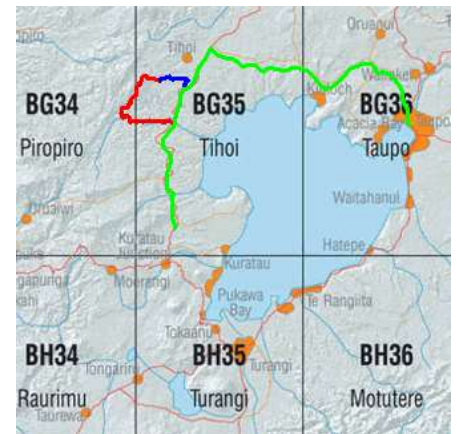 Oruanui
Tihoi
Wairakei
BG34
BG35
BG36
Kinloch
Acacia Bay
Taupo
Piropiro
Tihoi
Taupo
Waitahanui
Kuratau
Junction
Hatepe
Kuratau
Moerangi
Pukawa
Bay
Te Rangiita
Tokaanu
BH34
BH35
BH36
Turangi
Tongariro
Raurimu
Turangi
Motutere
Taurewa